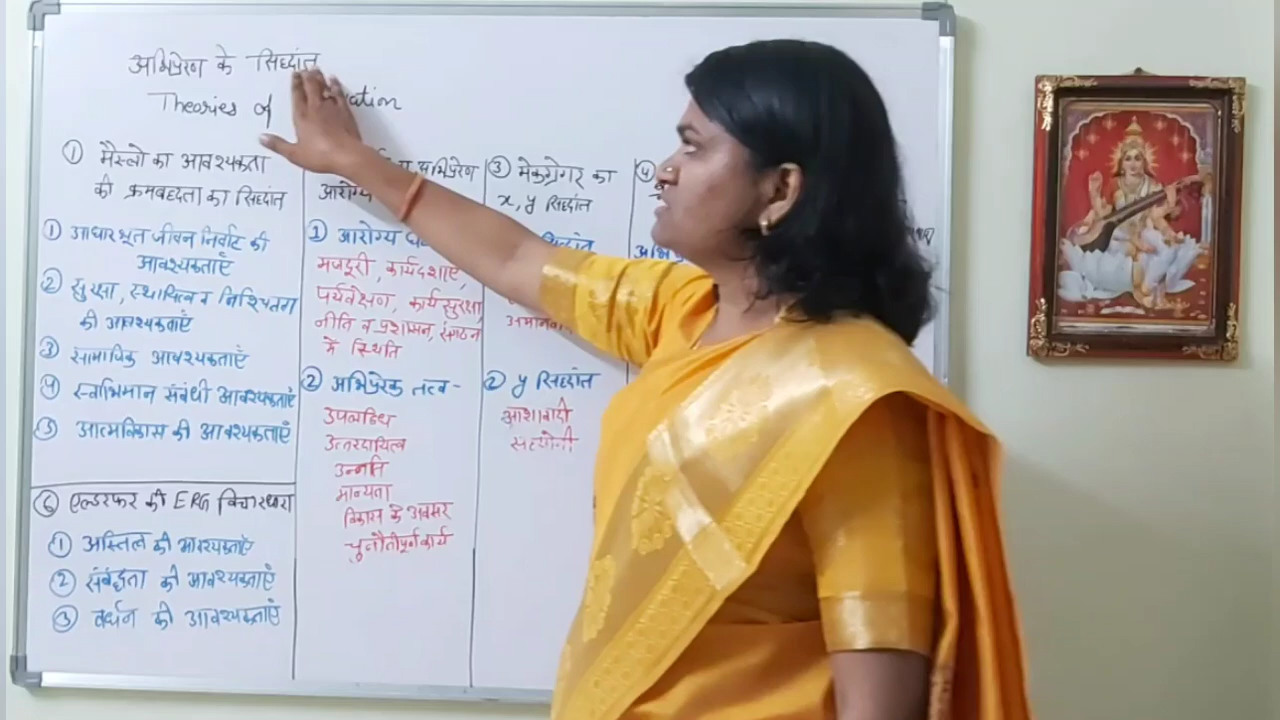 अभिप्रेरण के सिद्धांत
Theories of
① मैस्लो का आवश्यकता
की क्रमबद्धता का सिद्धांत
① आधारभूत जीवन निर्वाह की
आवश्यकताएँ
② सुरक्षा, स्थायित्व व निश्चितता
की आवश्यकताएँ
③ सामाजिक आवश्यकताएँ
④ स्वाभिमान संबंधी आवश्यकताएँ
⑤ आत्मविकास की आवश्यकताएँ
⑥ एल्डरफर की ERG विचारधारा
① अस्तित्व की आवश्यकताएँ
② संबंद्धता की आवश्यकताएँ
③ वर्धन की आवश्यकताएँ
अभिप्रेरण
आरोग्य
① आरोग्य
मजदूरी, कार्यदशाएँ,
पर्यवेक्षण, कार्य सुरक्षा,
नीति व प्रशासन, संगठन
में स्थिति
② अभिप्रेरक तत्व -
उपलब्धि
उत्तरदायित्व
उन्नति
मान्यता
विकास के अवसर
चुनौतीपूर्ण कार्य
③ मेकग्रेगर का
x, y सिद्धांत
सिद्धांत
② y सिद्धांत
आशावादी
सहयोगी
④